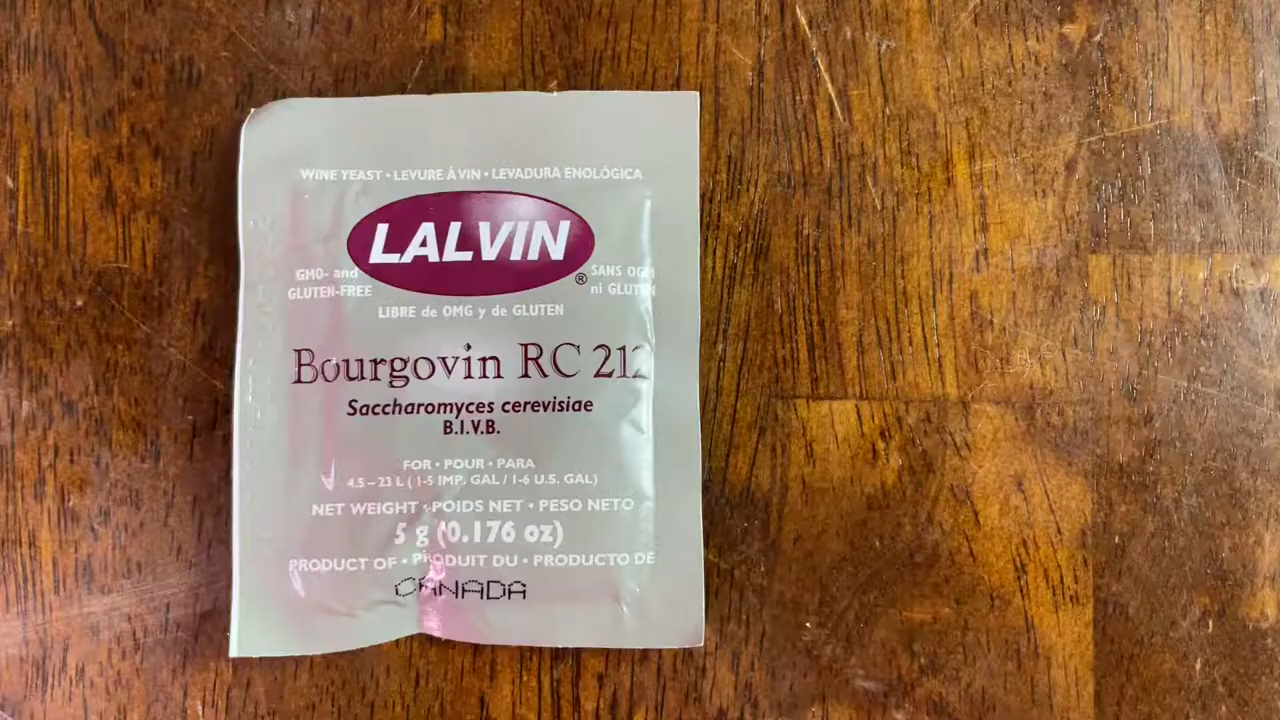 WINE YEAST • LEVURE À VIN • LEVADURA ENOLÓGICA
LALVIN®
GMO- and
GLUTEN-FREE
SANS OGM
ni GLUTEN
LIBRE de OMG y de GLUTEN
Bourgovin RC 212
Saccharomyces cerevisiae
B.I.V.B.
FOR • POUR • PARA
4.5 – 23 L ( 1-5 IMP. GAL / 1-6 U.S. GAL)
NET WEIGHT • POIDS NET • PESO NETO
5 g (0.176 oz)
PRODUCT OF • PRODUIT DU • PRODUCTO DE
CANADA